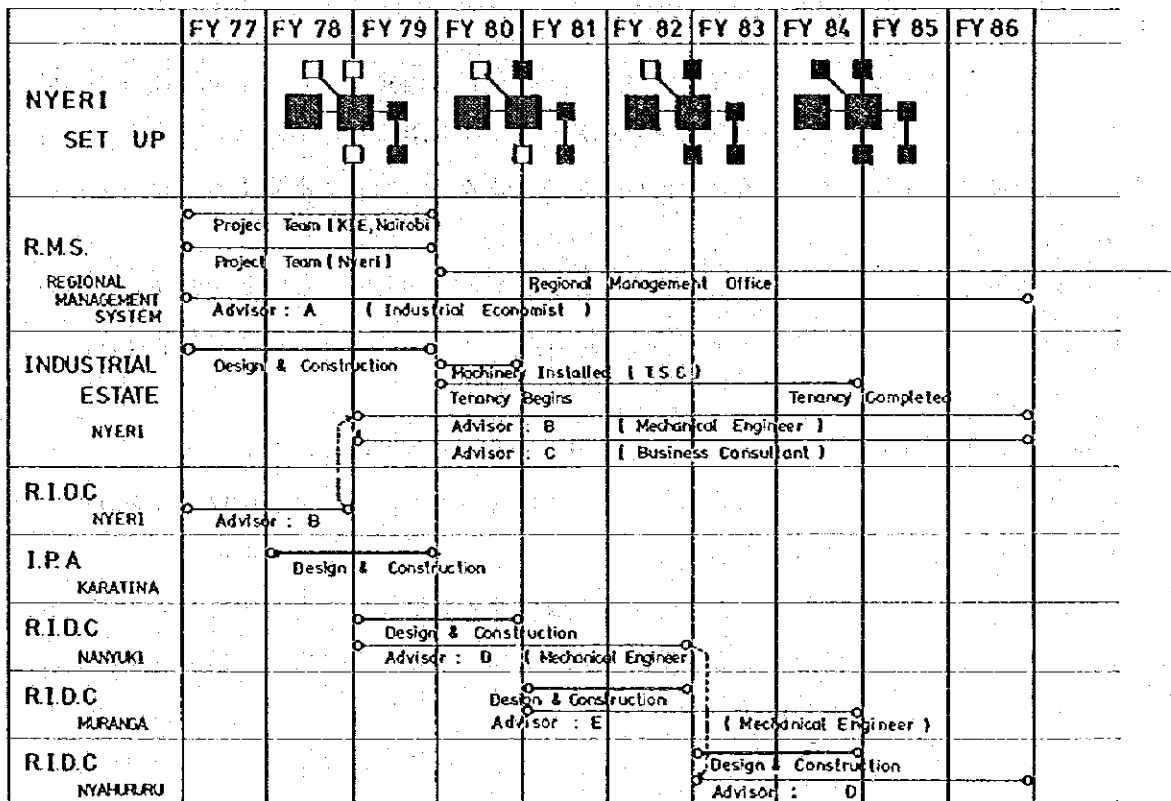 FY 77 FY 78 FY 79 FY 80 FY 81 FY 82 FY 83 FY 84 FY 85 FY 86
NYERI
SET UP
R.M.S.
REGIONAL
MANAGEMENT
SYSTEM
Project Team (K.I.E, Nairobi)
Project Team ( Nyeri )
Regional Management Office
Advisor : A ( Industrial Economist )
INDUSTRIAL
ESTATE
NYERI
Design & Construction
Machinery Installed ( T.S.C )
Tenancy Begins Tenancy Completed
Advisor : B ( Mechanical Engineer )
Advisor : C ( Business Consultant )
R.I.D.C
NYERI
Advisor : B
I.P.A
KARATINA
Design & Construction
R.I.D.C
NANYUKI
Design & Construction
Advisor : D ( Mechanical Engineer
R.I.D.C
MURANGA
Design & Construction
Advisor : E ( Mechanical Engineer )
R.I.D.C
NYAHURURU
Design & Construction
Advisor : D